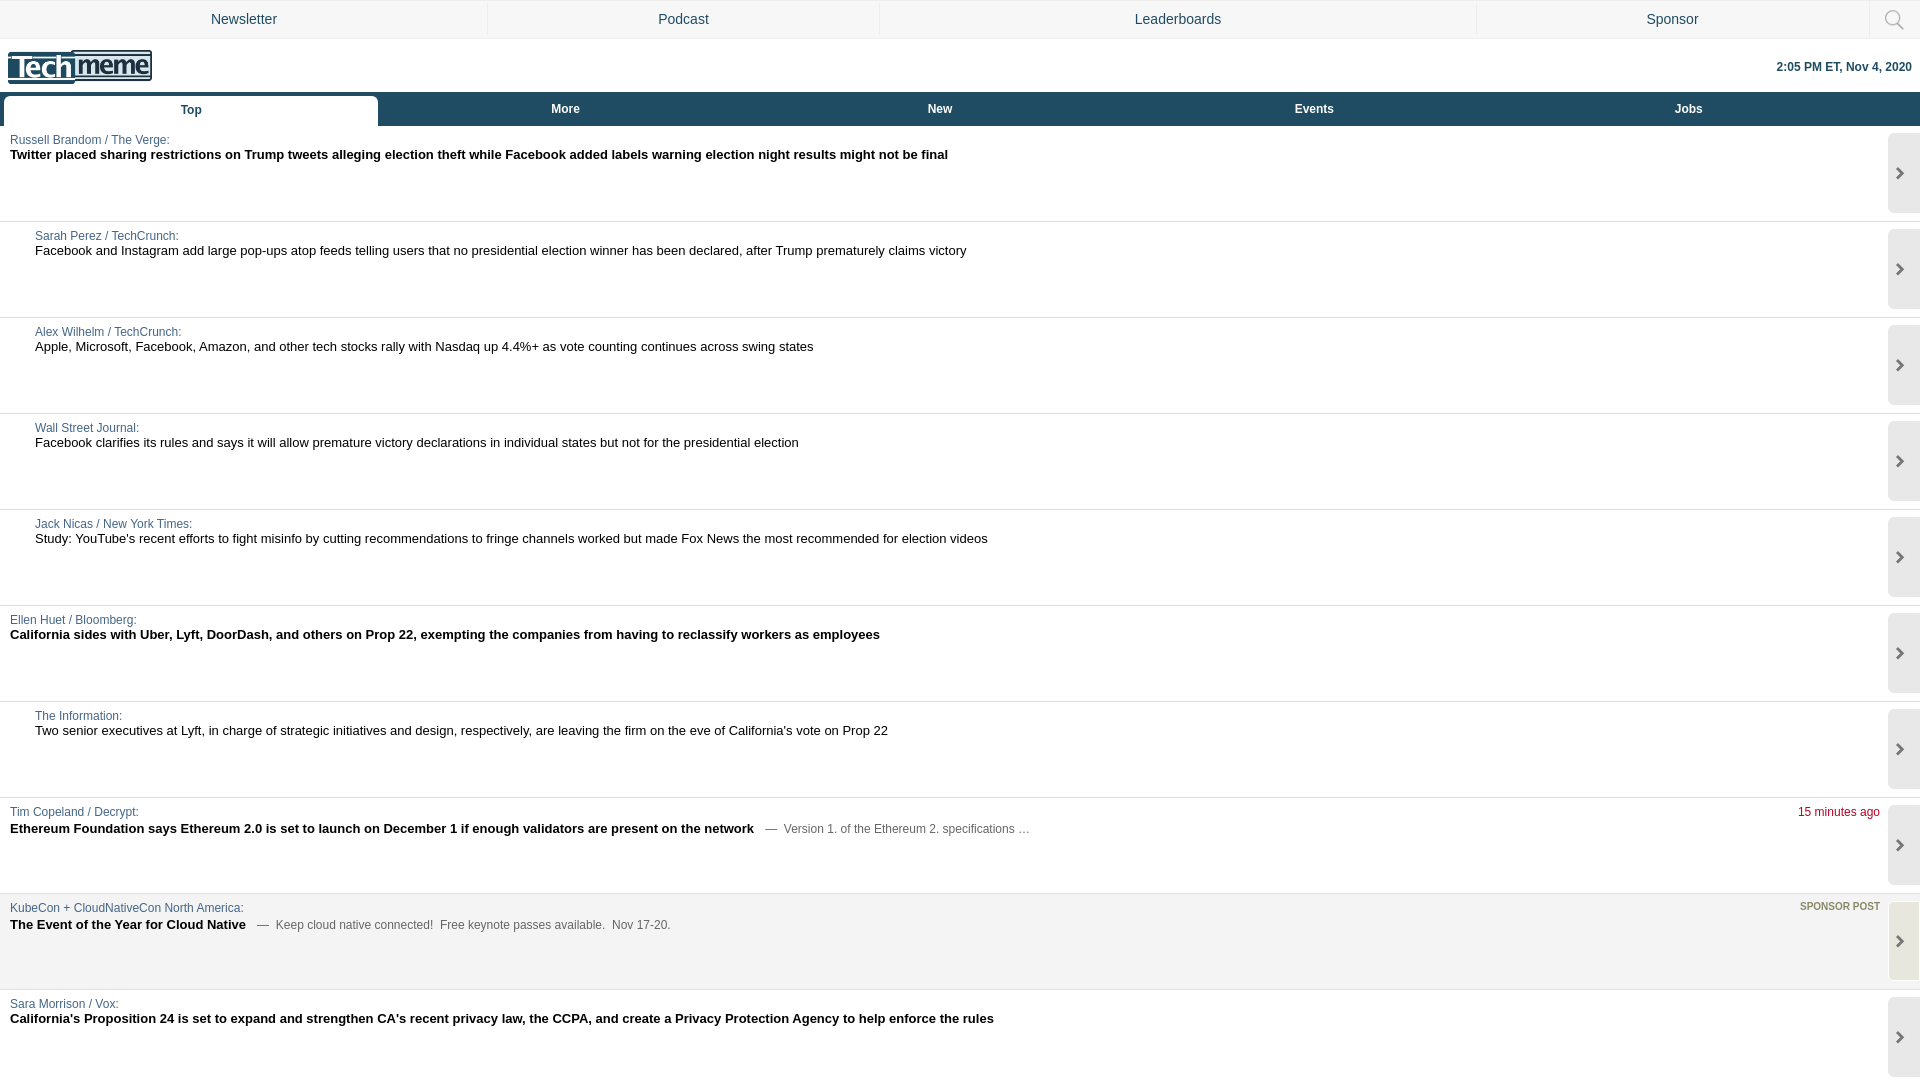 Newsletter
Podcast
Leaderboards
Sponsor
Techmeme
2:05 PM ET, Nov 4, 2020
Top
More
New
Events
Jobs
Russell Brandom / The Verge:
Twitter placed sharing restrictions on Trump tweets alleging election theft while Facebook added labels warning election night results might not be final
Sarah Perez / TechCrunch:
Facebook and Instagram add large pop-ups atop feeds telling users that no presidential election winner has been declared, after Trump prematurely claims victory
Alex Wilhelm / TechCrunch:
Apple, Microsoft, Facebook, Amazon, and other tech stocks rally with Nasdaq up 4.4%+ as vote counting continues across swing states
Wall Street Journal:
Facebook clarifies its rules and says it will allow premature victory declarations in individual states but not for the presidential election
Jack Nicas / New York Times:
Study: YouTube's recent efforts to fight misinfo by cutting recommendations to fringe channels worked but made Fox News the most recommended for election videos
Ellen Huet / Bloomberg:
California sides with Uber, Lyft, DoorDash, and others on Prop 22, exempting the companies from having to reclassify workers as employees
The Information:
Two senior executives at Lyft, in charge of strategic initiatives and design, respectively, are leaving the firm on the eve of California's vote on Prop 22
Tim Copeland / Decrypt:
15 minutes ago
Ethereum Foundation says Ethereum 2.0 is set to launch on December 1 if enough validators are present on the network — Version 1. of the Ethereum 2. specifications …
KubeCon + CloudNativeCon North America:
SPONSOR POST
The Event of the Year for Cloud Native — Keep cloud native connected! Free keynote passes available. Nov 17-20.
Sara Morrison / Vox:
California's Proposition 24 is set to expand and strengthen CA's recent privacy law, the CCPA, and create a Privacy Protection Agency to help enforce the rules